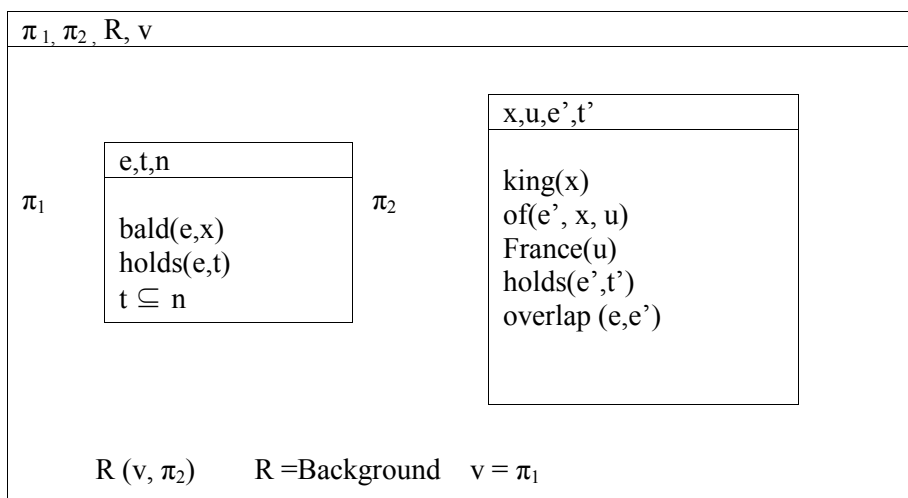 π₁, π₂, R, v
π₁
e,t,n
bald(e,x)
holds(e,t)
t ⊆ n
π₂
x,u,e’,t’
king(x)
of(e’, x, u)
France(u)
holds(e’,t’)
overlap (e,e’)
R (v, π₂) R =Background v = π₁